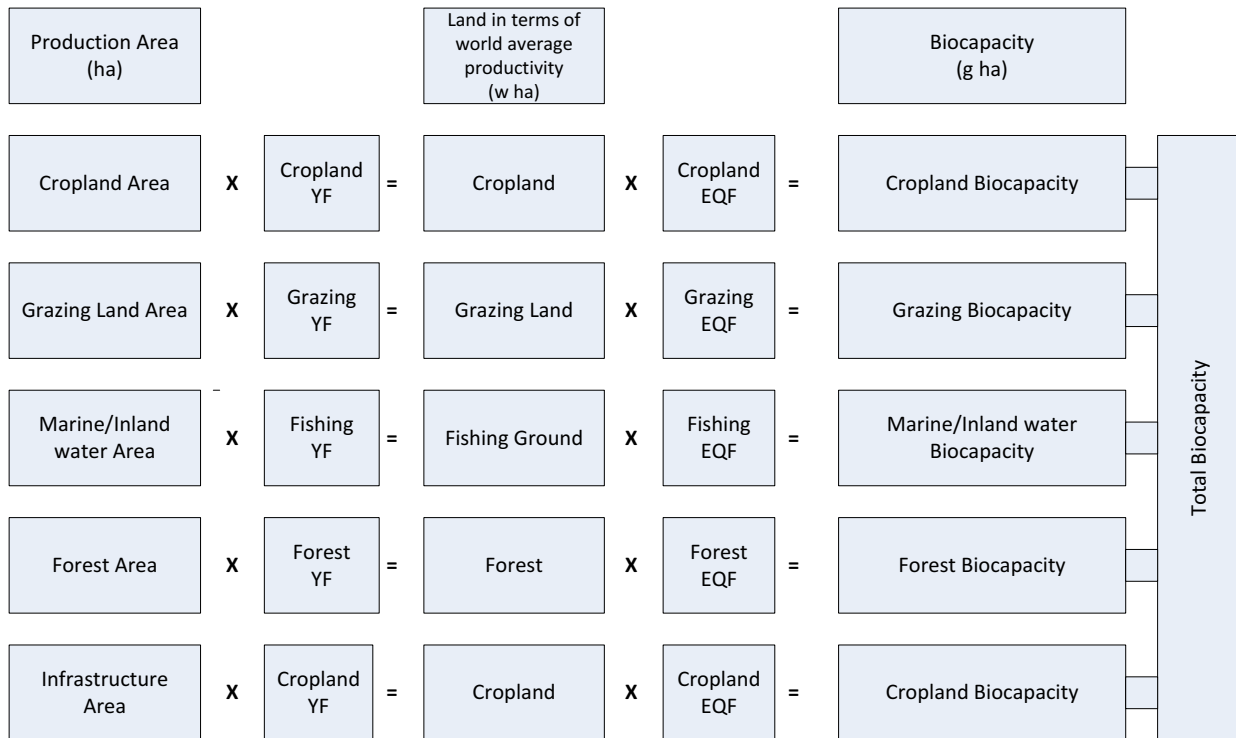 Production Area
(ha)
Land in terms of
world average
productivity
(w ha)
Biocapacity
(g ha)
Cropland Area
X
Cropland
YF
=
Cropland
X
Cropland
EQF
=
Cropland Biocapacity
Grazing Land Area
X
Grazing
YF
=
Grazing Land
X
Grazing
EQF
=
Grazing Biocapacity
Marine/Inland
water Area
X
Fishing
YF
=
Fishing Ground
X
Fishing
EQF
=
Marine/Inland water
Biocapacity
Forest Area
X
Forest
YF
=
Forest
X
Forest
EQF
=
Forest Biocapacity
Infrastructure
Area
X
Cropland
YF
=
Cropland
X
Cropland
EQF
=
Cropland Biocapacity
Total Biocapacity